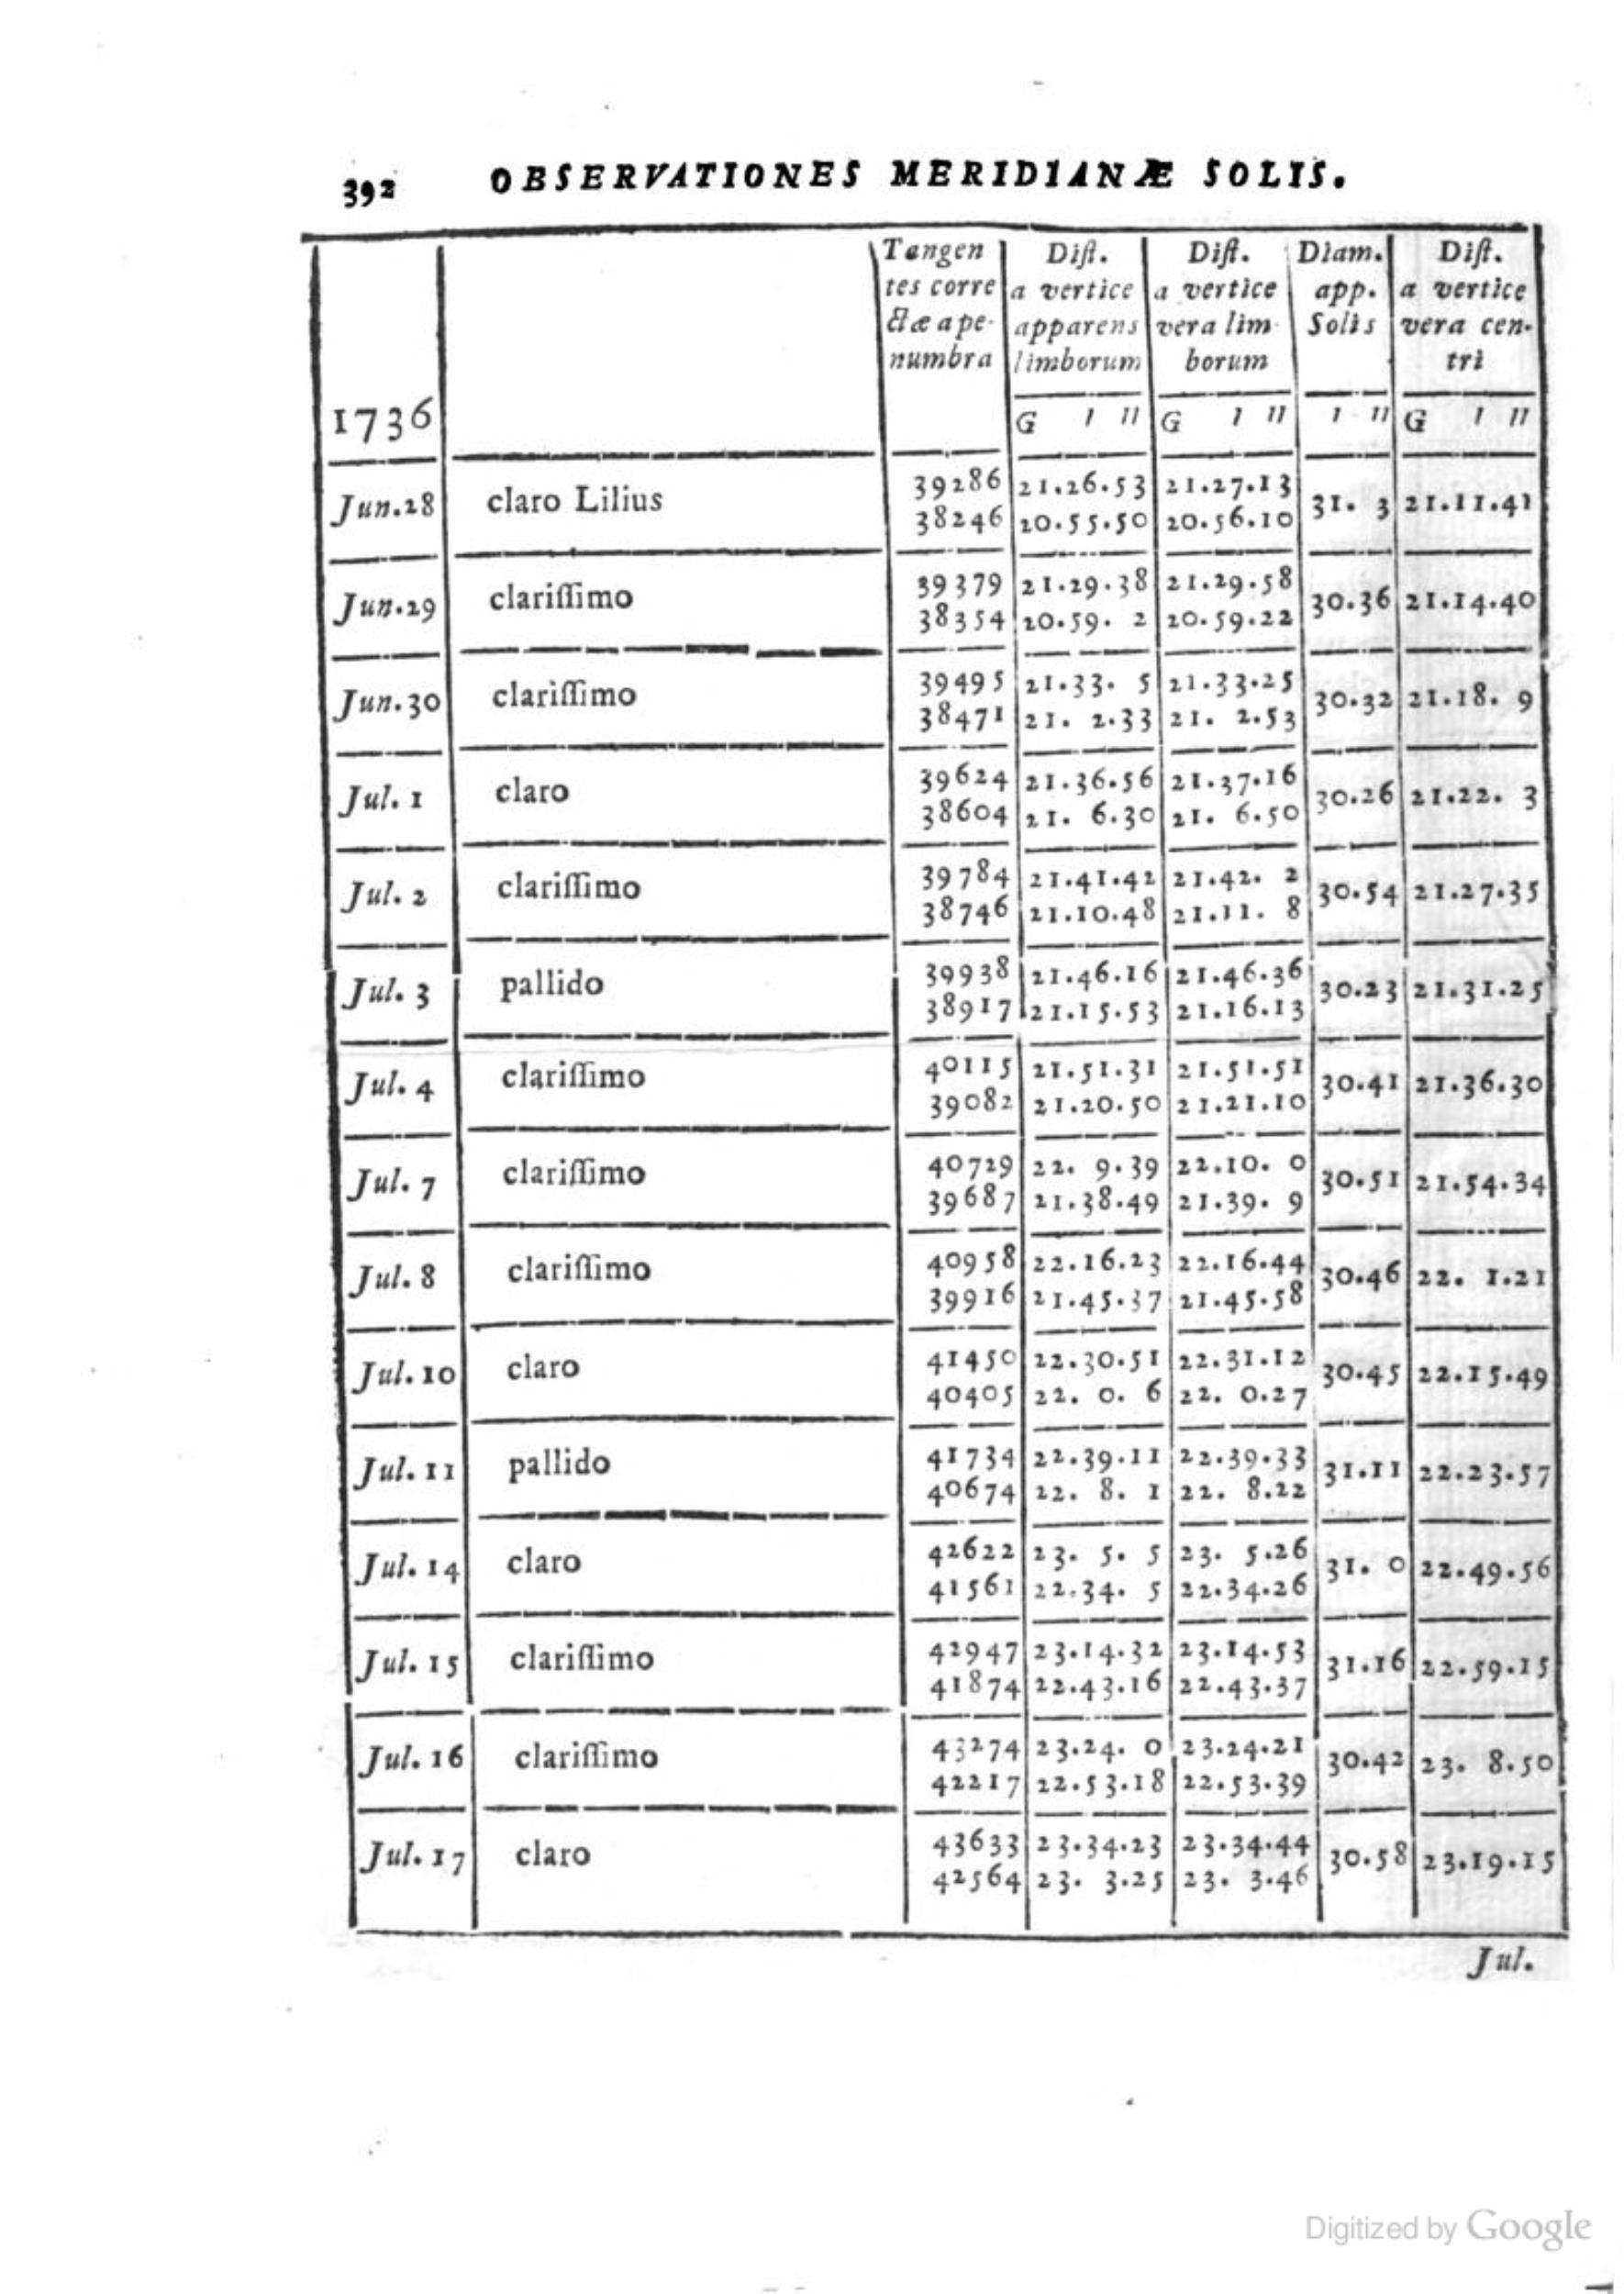 392 OBSERVATIONES MERIDIANÆ SOLIS.
Tangen Diſt. Diſt. Diam. Diſt.
tes corre a vertice a vertice app. a vertice
ctæ a pe- apparens vera lim- Solis vera cen-
numbra limborum borum tri
1736 G I II G I II I II G I II
Jun.28 claro Lilius 39286 21.26.53 21.27.13 31. 3 21.11.41
38246 20.55.50 20.56.10
Jun.29 clariſſimo 39379 21.29.38 21.29.58 30.36 21.14.40
38354 20.59. 2 20.59.22
Jun.30 clariſſimo 39495 21.33. 5 21.33.25 30.32 21.18. 9
38471 21. 2.33 21. 2.53
Jul. 1 claro 39624 21.36.56 21.37.16 30.26 21.22. 3
38604 21. 6.30 21. 6.50
Jul. 2 clariſſimo 39784 21.41.42 21.42. 2 30.54 21.27.35
38746 21.10.48 21.11. 8
Jul. 3 pallido 39938 21.46.16 21.46.36 30.23 21.31.25
38917 21.15.53 21.16.13
Jul. 4 clariſſimo 40115 21.51.31 21.51.51 30.41 21.36.30
39082 21.20.50 21.21.10
Jul. 7 clariſſimo 40729 22. 9.39 22.10. 0 30.51 21.54.34
39687 21.38.49 21.39. 9
Jul. 8 clariſſimo 40958 22.16.23 22.16.44 30.46 22. 1.21
39916 21.45.37 21.45.58
Jul. 10 claro 41450 22.30.51 22.31.12 30.45 22.15.49
40405 22. 0. 6 22. 0.27
Jul. 11 pallido 41734 22.39.11 22.39.33 31.11 22.23.57
40674 22. 8. 1 22. 8.22
Jul. 14 claro 42622 23. 5. 5 23. 5.26 31. 0 22.49.56
41561 22.34. 5 22.34.26
Jul. 15 clariſſimo 42947 23.14.32 23.14.53 31.16 22.59.15
41874 22.43.16 22.43.37
Jul. 16 clariſſimo 43274 23.24. 0 23.24.21 30.42 23. 8.50
42217 22.53.18 22.53.39
Jul. 17 claro 43633 23.34.23 23.34.44 30.58 23.19.15
42564 23. 3.25 23. 3.46
Jul.
Digitized by Google